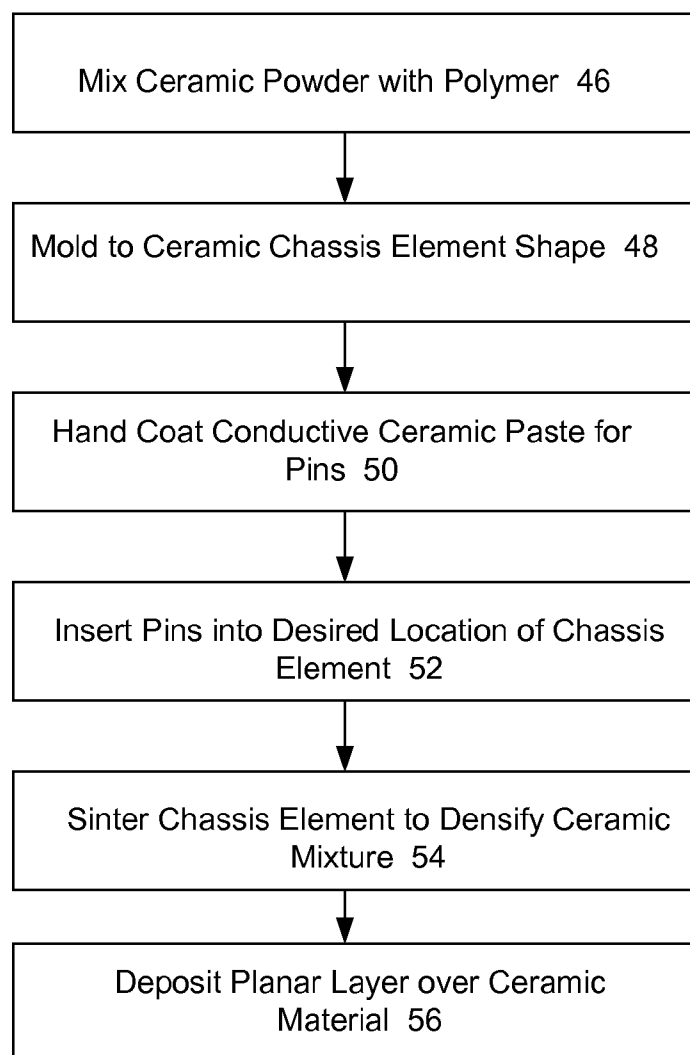 Mix Ceramic Powder with Polymer 46
Mold to Ceramic Chassis Element Shape 48
Hand Coat Conductive Ceramic Paste for
Pins 50
Insert Pins into Desired Location of Chassis
Element 52
Sinter Chassis Element to Densify Ceramic
Mixture 54
Deposit Planar Layer over Ceramic
Material 56